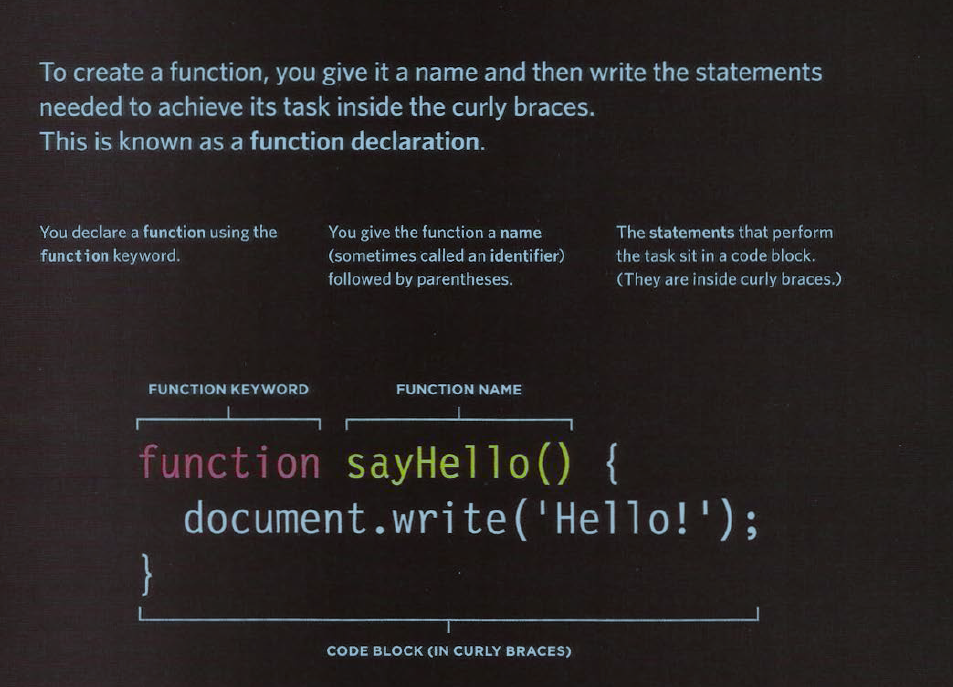 To create a function, you give it a name and then write the statements
needed to achieve its task inside the curly braces.
This is known as a function declaration.
You declare a function using the
function keyword.
You give the function a name
(sometimes called an identifier)
followed by parentheses.
The statements that perform
the task sit in a code block.
(They are inside curly braces.)
FUNCTION KEYWORD
FUNCTION NAME
function sayHello() {
document.write('Hello!');
}
CODE BLOCK (IN CURLY BRACES)